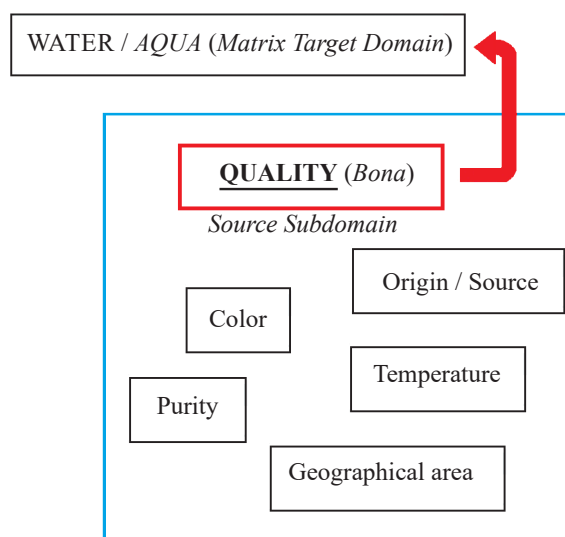 WATER / AQUA (Matrix Target Domain)
QUALITY (Bona)
Source Subdomain
Origin / Source
Color
Temperature
Purity
Geographical area